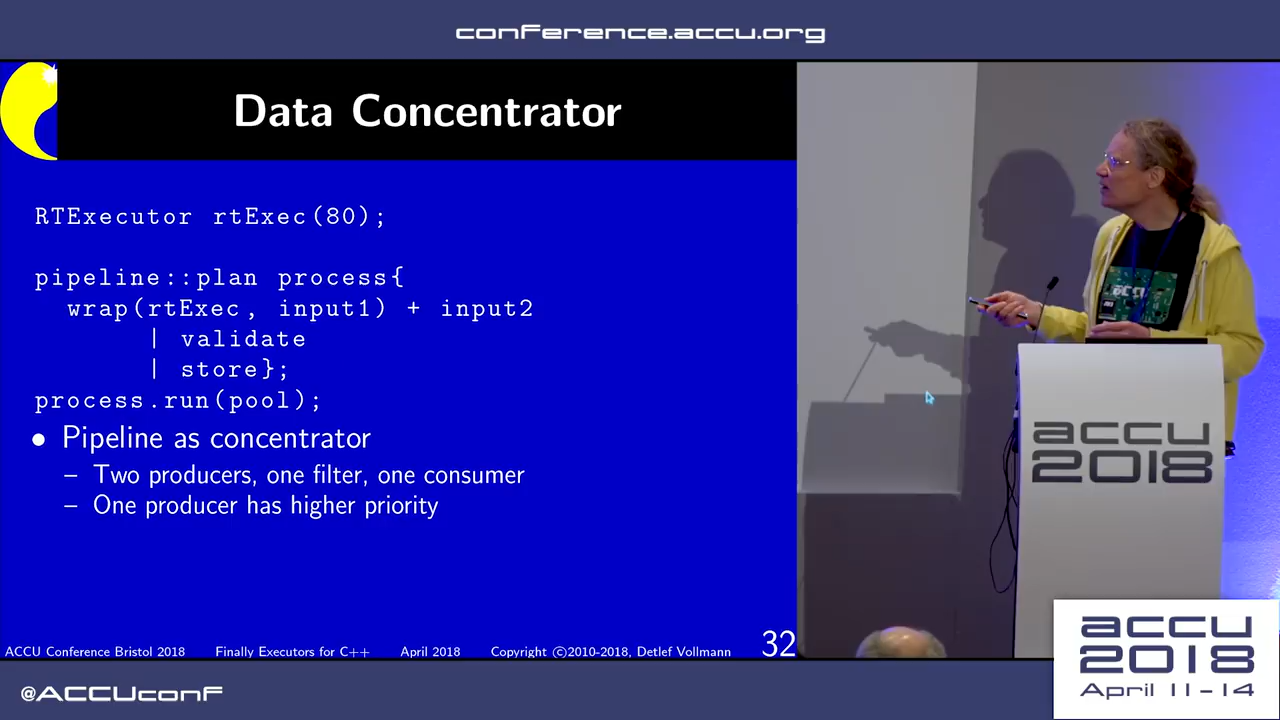 conference.accu.org
Data Concentrator
RTExecutor rtExec(80);
pipeline::plan process{
wrap(rtExec, input1) + input2
| validate
| store};
process.run(pool);
• Pipeline as concentrator
– Two producers, one filter, one consumer
– One producer has higher priority
ACCU Conference Bristol 2018 Finally Executors for C++ April 2018 Copyright ©2010-2018, Detlef Vollmann 32
accu
accu
2018
accu
2018
April 11-14
@ACCUconf